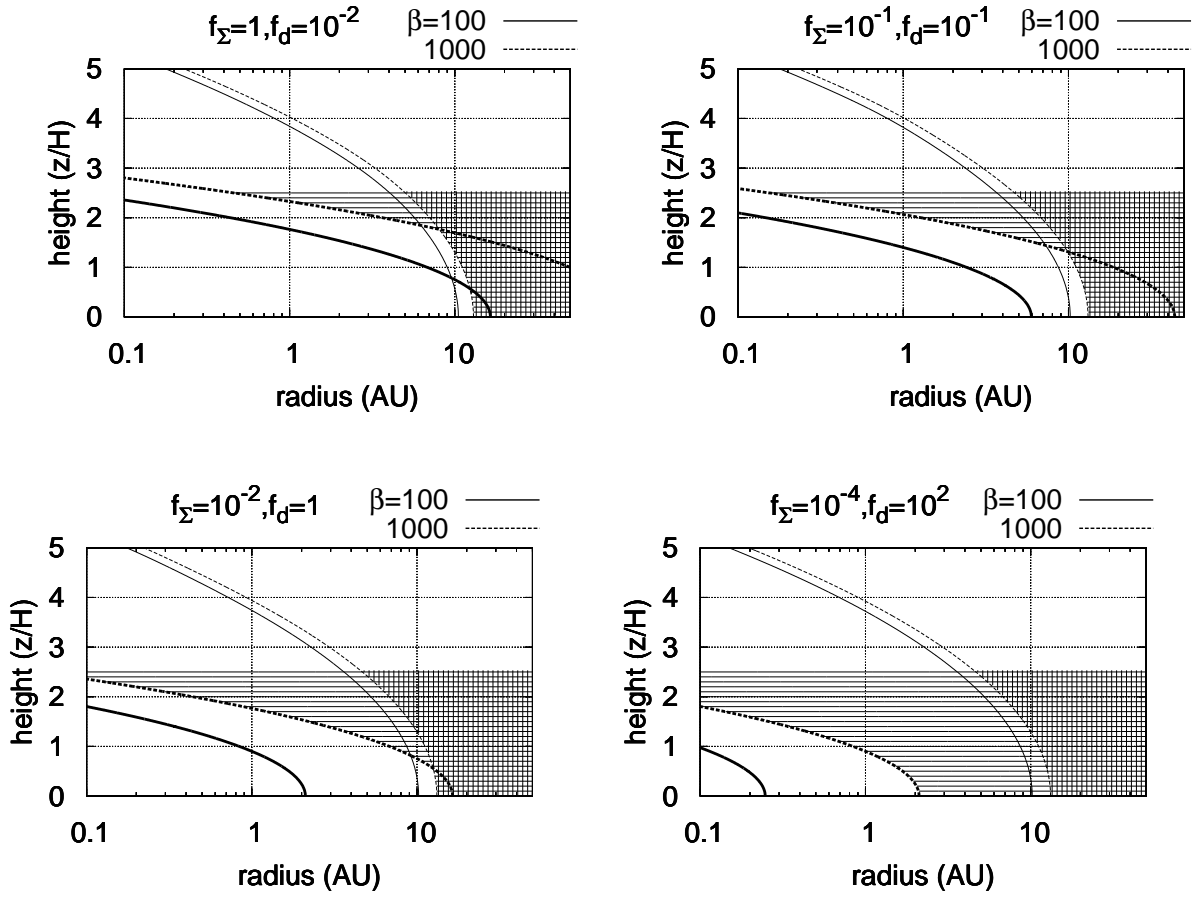 f_Σ=1,f_d=10^-2 β=100
1000
5
4
3
2
1
0
height (z/H)
0.1 1 10
radius (AU)
f_Σ=10^-1,f_d=10^-1 β=100
1000
5
4
3
2
1
0
height (z/H)
0.1 1 10
radius (AU)
f_Σ=10^-2,f_d=1 β=100
1000
5
4
3
2
1
0
height (z/H)
0.1 1 10
radius (AU)
f_Σ=10^-4,f_d=10^2 β=100
1000
5
4
3
2
1
0
height (z/H)
0.1 1 10
radius (AU)